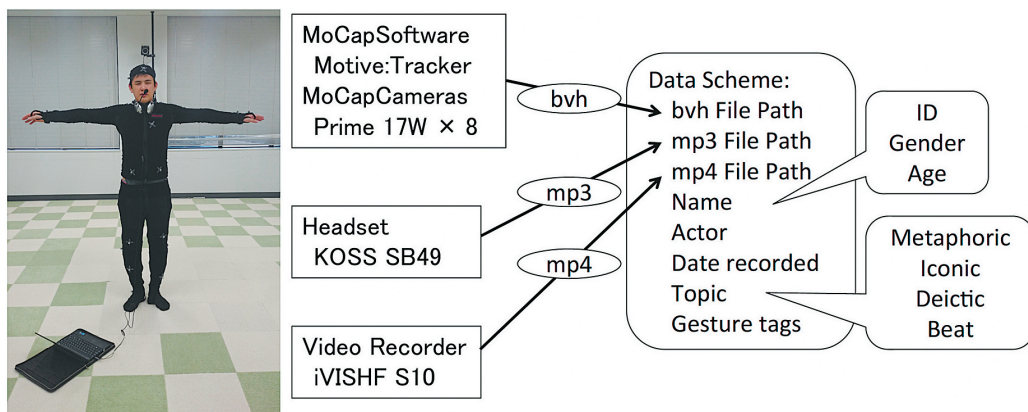 MoCapSoftware
Motive:Tracker
MoCapCameras
Prime 17W × 8
Headset
KOSS SB49
Video Recorder
iVISHF S10
bvh
mp3
mp4
Data Scheme:
bvh File Path
mp3 File Path
mp4 File Path
Name
Actor
Date recorded
Topic
Gesture tags
ID
Gender
Age
Metaphoric
Iconic
Deictic
Beat